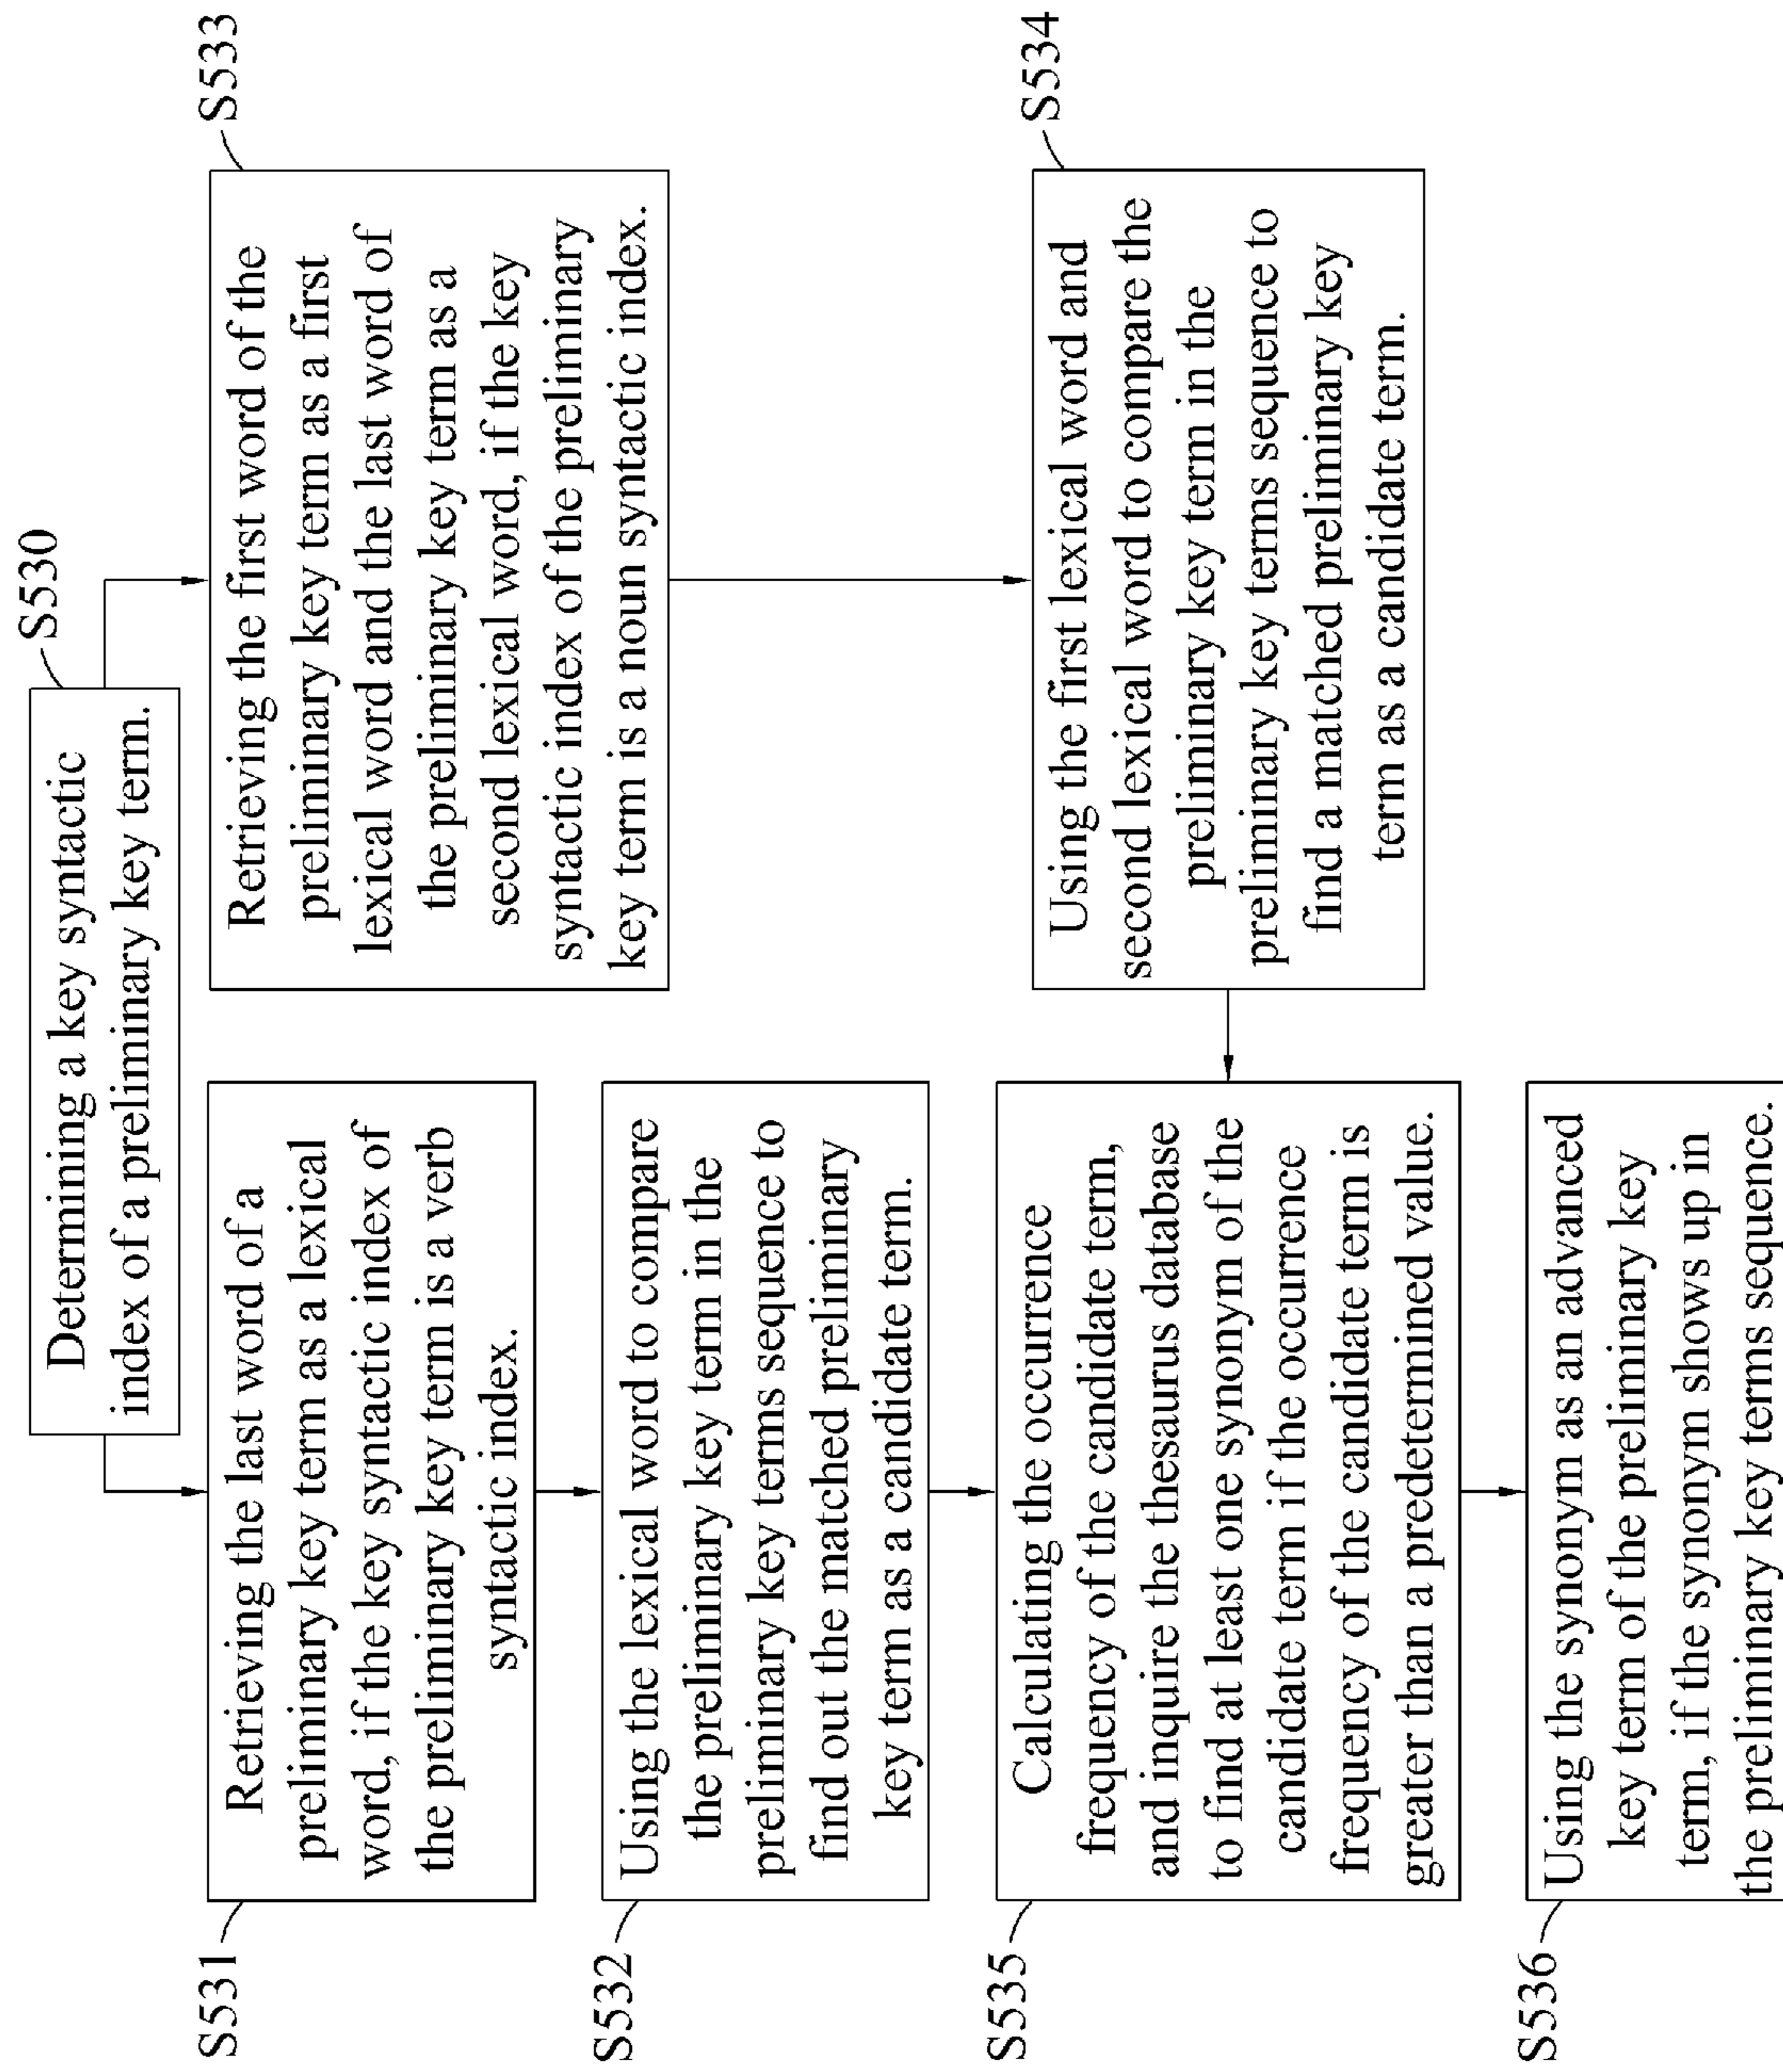 S530
Determining a key syntactic
index of a preliminary key term.
S531
Retrieving the last word of a
preliminary key term as a lexical
word, if the key syntactic index of
the preliminary key term is a verb
syntactic index.
S533
Retrieving the first word of the
preliminary key term as a first
lexical word and the last word of
the preliminary key term as a
second lexical word, if the key
syntactic index of the preliminary
key term is a noun syntactic index.
S532
Using the lexical word to compare
the preliminary key term in the
preliminary key terms sequence to
find out the matched preliminary
key term as a candidate term.
S534
Using the first lexical word and
second lexical word to compare the
preliminary key term in the
preliminary key terms sequence to
find a matched preliminary key
term as a candidate term.
S535
Calculating the occurrence
frequency of the candidate term,
and inquire the thesaurus database
to find at least one synonym of the
candidate term if the occurrence
frequency of the candidate term is
greater than a predetermined value.
S536
Using the synonym as an advanced
key term of the preliminary key
term, if the synonym shows up in
the preliminary key terms sequence.